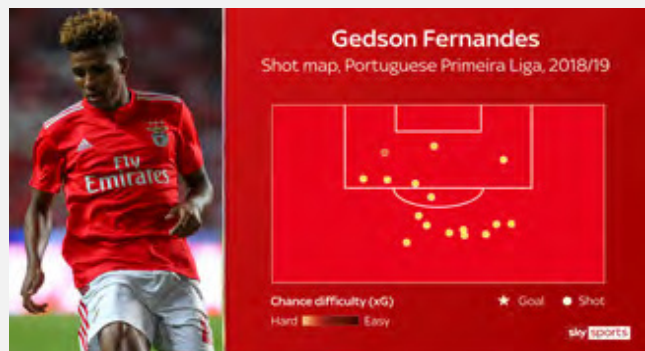 Gedson Fernandes
Shot map, Portuguese Primeira Liga, 2018/19
Fly
Emirates
Chance difficulty (xG)
Goal
Shot
Hard
Easy
sky sports